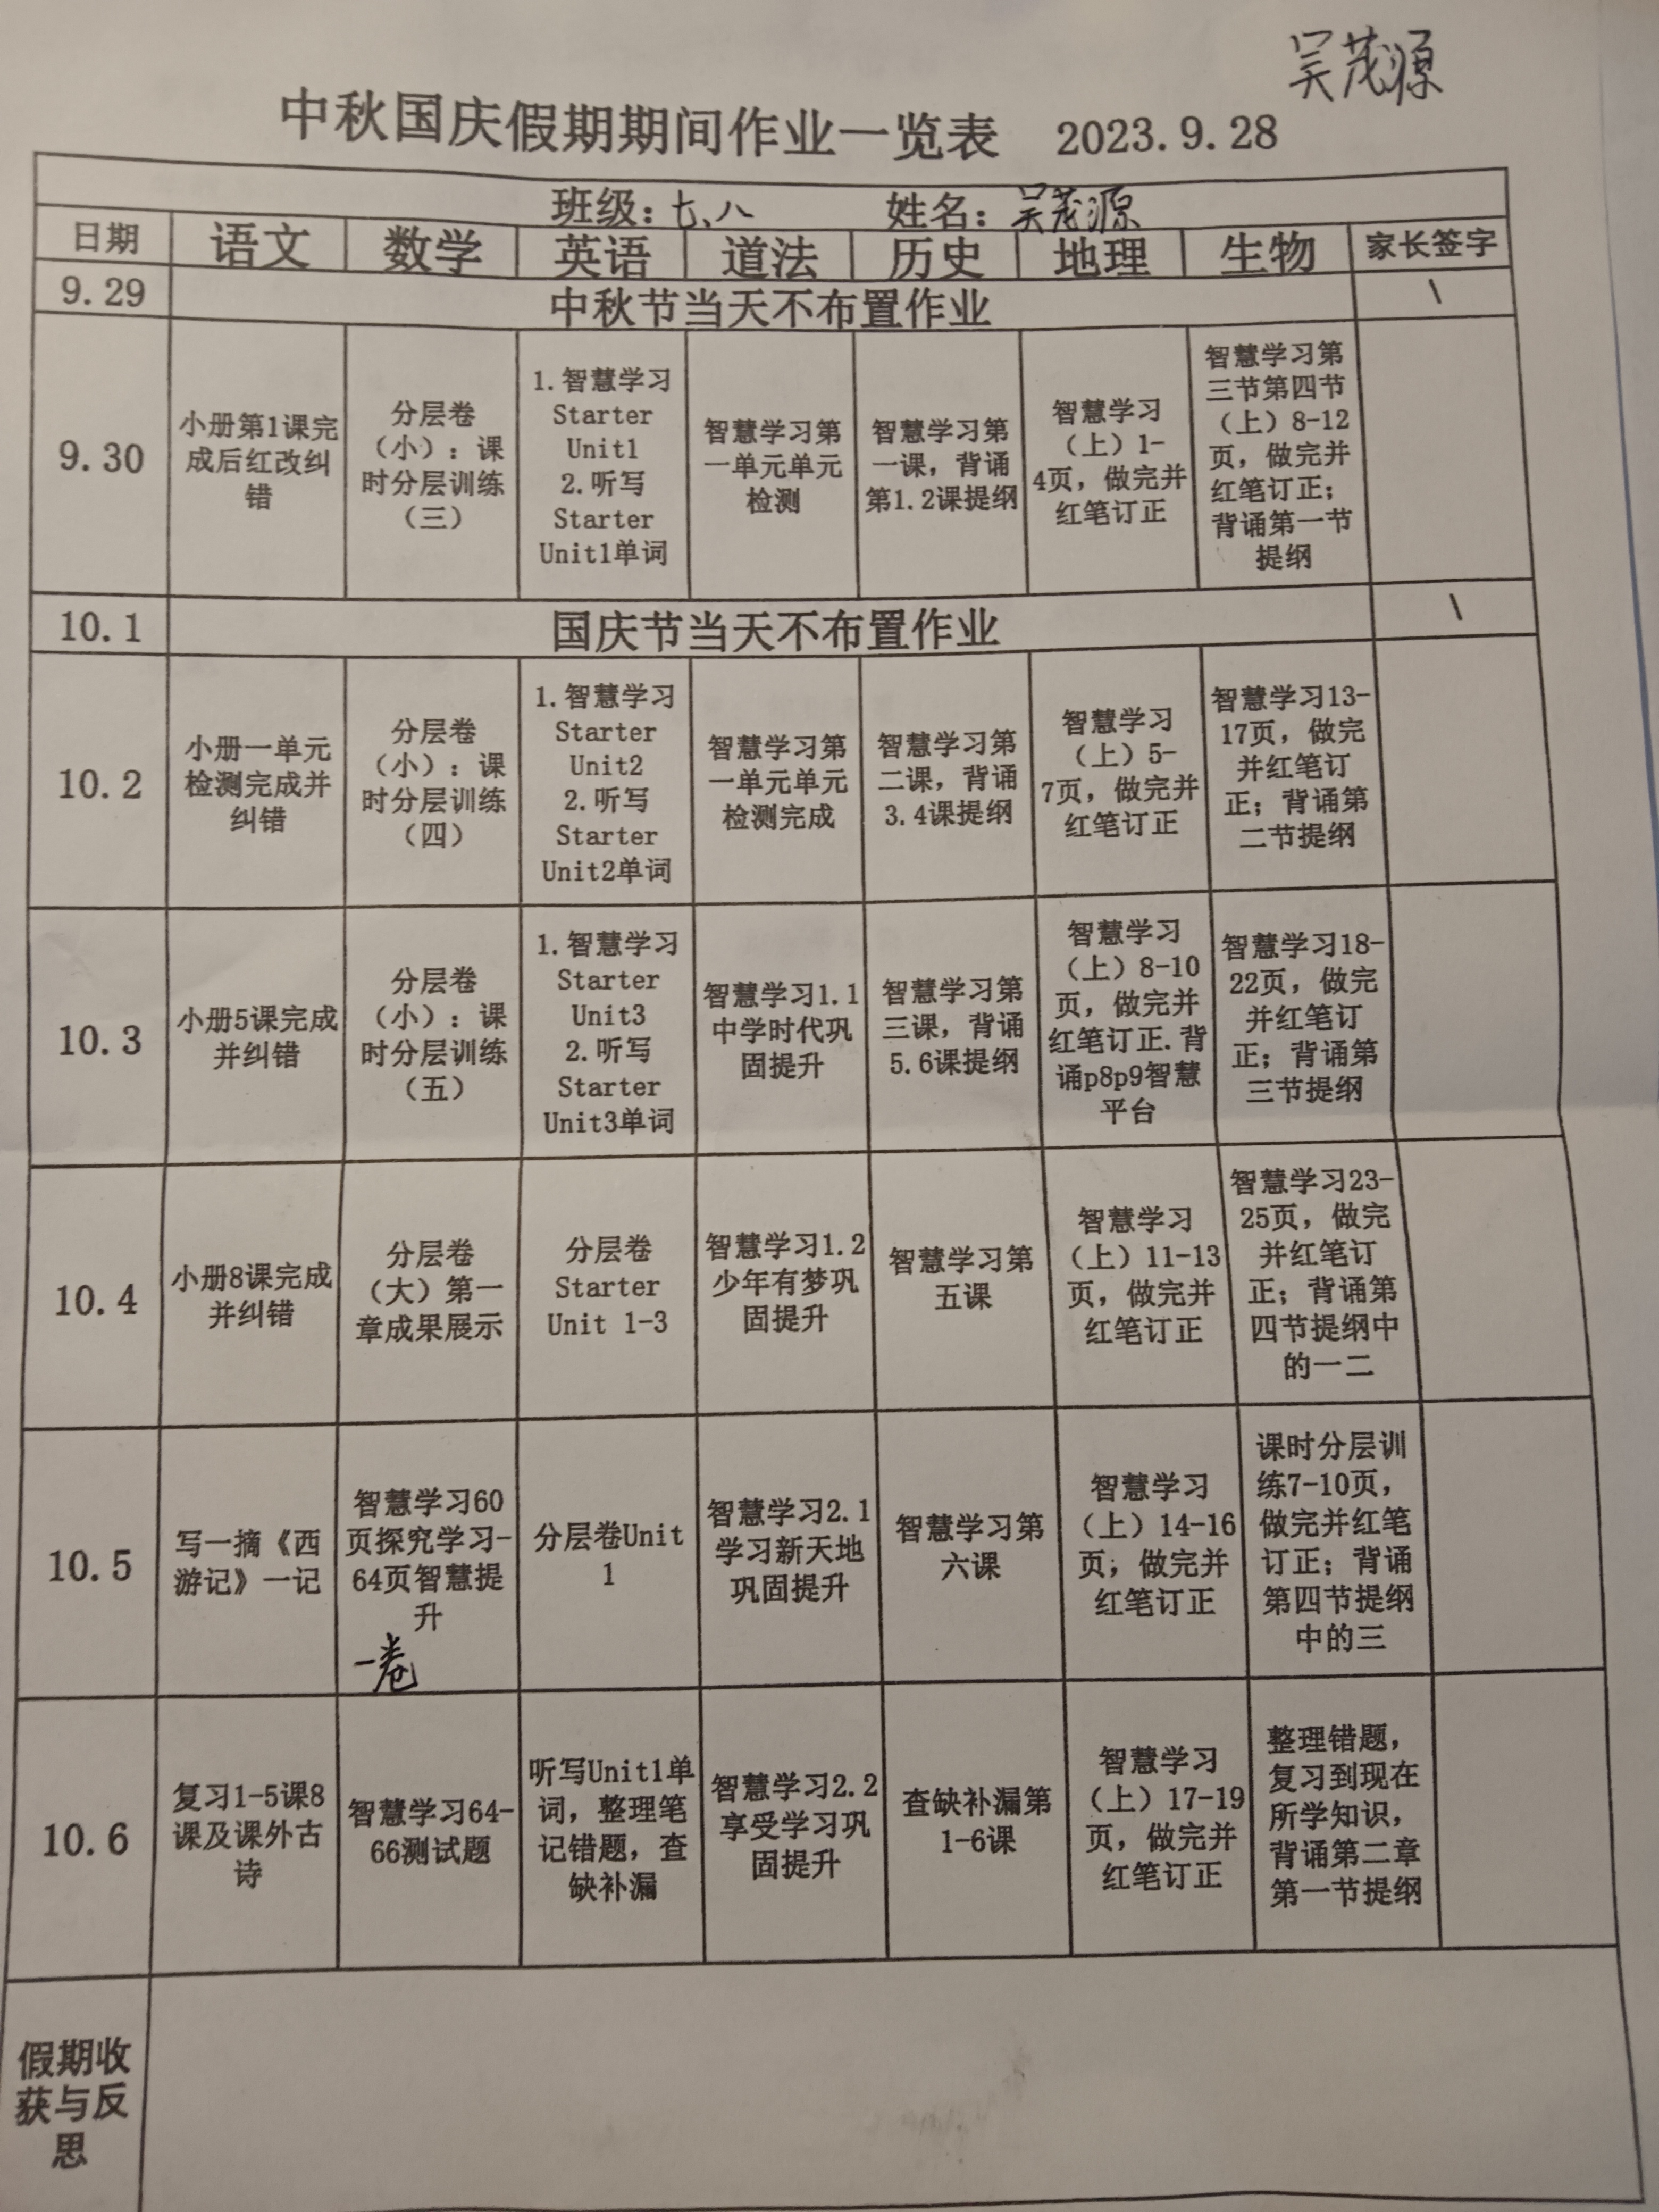 吴茂源
中秋国庆假期期间作业一览表 2023.9.28
班级：七、八 姓名：吴茂源
日期 语文 数学 英语 道法 历史 地理 生物 家长签字
9.29 中秋节当天不布置作业 \
9.30
小册第1课完
成后红改纠
错
分层卷
（小）：课
时分层训练
（三）
1.智慧学习
Starter
Unit1
2.听写
Starter
Unit1单词
智慧学习第
一单元单元
检测
智慧学习第
一课，背诵
第1.2课提纲
智慧学习
（上）1-
4页，做完并
红笔订正
智慧学习第
三节第四节
（上）8-12
页，做完并
红笔订正；
背诵第一节
提纲
10.1 国庆节当天不布置作业 \
10.2
小册一单元
检测完成并
纠错
分层卷
（小）：课
时分层训练
（四）
1.智慧学习
Starter
Unit2
2.听写
Starter
Unit2单词
智慧学习第
一单元单元
检测完成
智慧学习第
二课，背诵
3.4课提纲
智慧学习
（上）5-
7页，做完并
红笔订正
智慧学习13-
17页，做完
并红笔订
正；背诵第
二节提纲
10.3
小册5课完成
并纠错
分层卷
（小）：课
时分层训练
（五）
1.智慧学习
Starter
Unit3
2.听写
Starter
Unit3单词
智慧学习1.1
中学时代巩
固提升
智慧学习第
三课，背诵
5.6课提纲
智慧学习
（上）8-10
页，做完并
红笔订正.背
诵p8p9智慧
平台
智慧学习18-
22页，做完
并红笔订
正；背诵第
三节提纲
10.4
小册8课完成
并纠错
分层卷
（大）第一
章成果展示
分层卷
Starter
Unit 1-3
智慧学习1.2
少年有梦巩
固提升
智慧学习第
五课
智慧学习
（上）11-13
页，做完并
红笔订正
智慧学习23-
25页，做完
并红笔订
正；背诵第
四节提纲中
的一二
10.5
写一摘《西
游记》一记
智慧学习60
页探究学习-
64页智慧提
升
一卷
分层卷Unit
1
智慧学习2.1
学习新天地
巩固提升
智慧学习第
六课
智慧学习
（上）14-16
页，做完并
红笔订正
课时分层训
练7-10页，
做完并红笔
订正；背诵
第四节提纲
中的三
10.6
复习1-5课8
课及课外古
诗
智慧学习64-
66测试题
听写Unit1单
词，整理笔
记错题，查
缺补漏
智慧学习2.2
享受学习巩
固提升
查缺补漏第
1-6课
智慧学习
（上）17-19
页，做完并
红笔订正
整理错题，
复习到现在
所学知识，
背诵第二章
第一节提纲
假期收
获与反
思